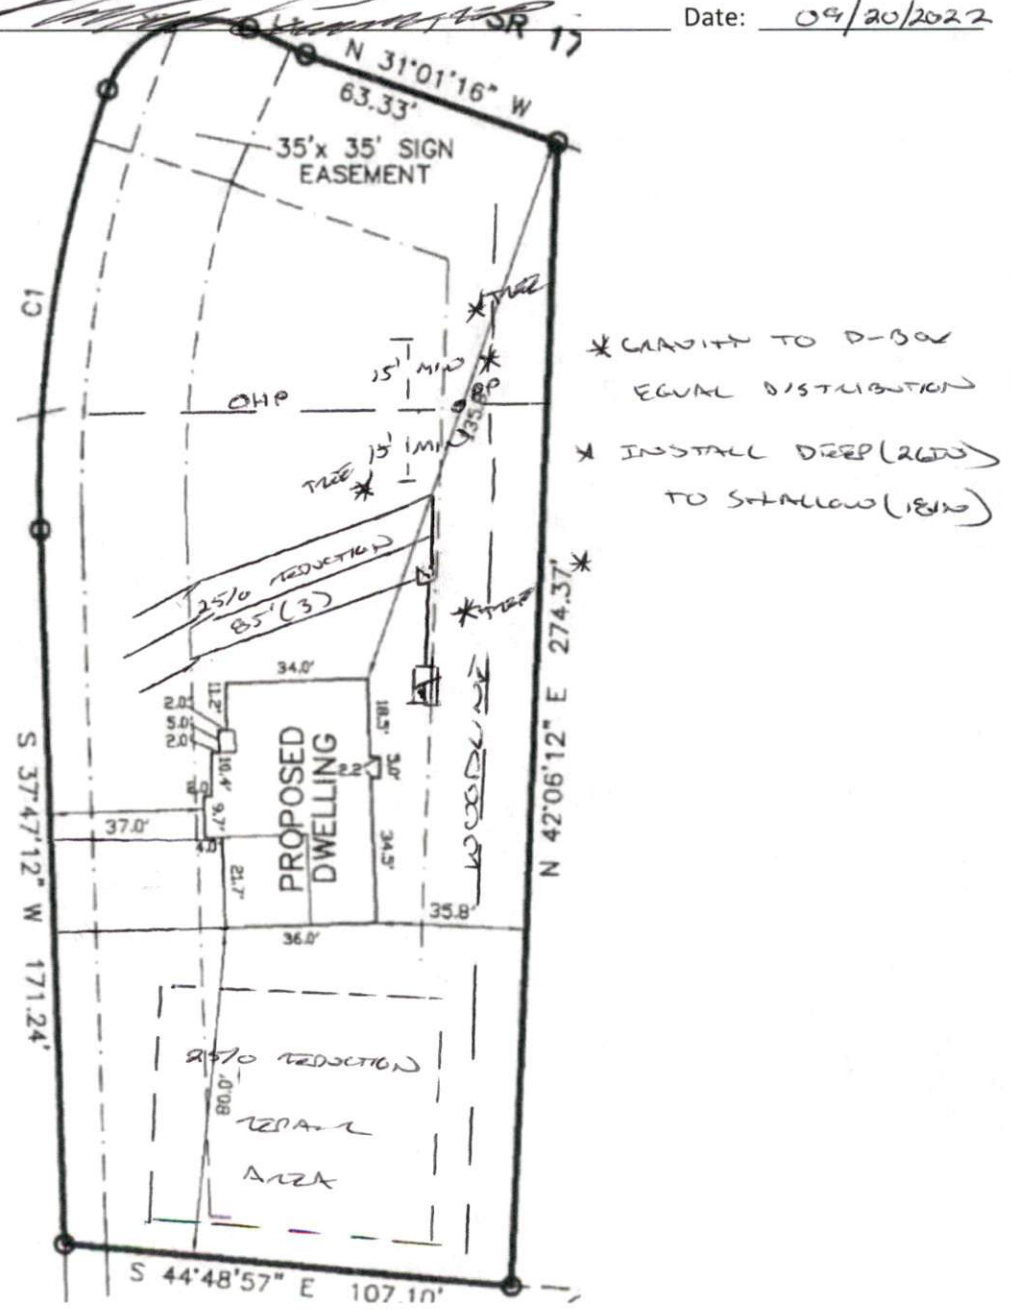 SR 17
Date: 09/20/2022
N 31°01'16" W
63.33'
35'x 35' SIGN
EASEMENT
C1
TREE
15' MIN
OHP
PP
135.8'
15' MIN
TREE
* GRAVITY TO D-BOX
EQUAL DISTRIBUTION
* INSTALL DEEP (26IN)
TO SHALLOW (18IN)
25% REDUCTION
85' (3)
TREE
N 42°06'12" E 274.37'
34.0'
11.2'
2.0'
5.0'
2.0'
10.4'
9.7'
4.0'
21.7'
18.5'
2.2'
3.0'
34.5'
PROPOSED
DWELLING
WOODLINE
37.0'
35.8'
36.0'
S 37°47'12" W 171.24'
25% REDUCTION
80.0'
REPAIR
AREA
S 44°48'57" E 107.10'